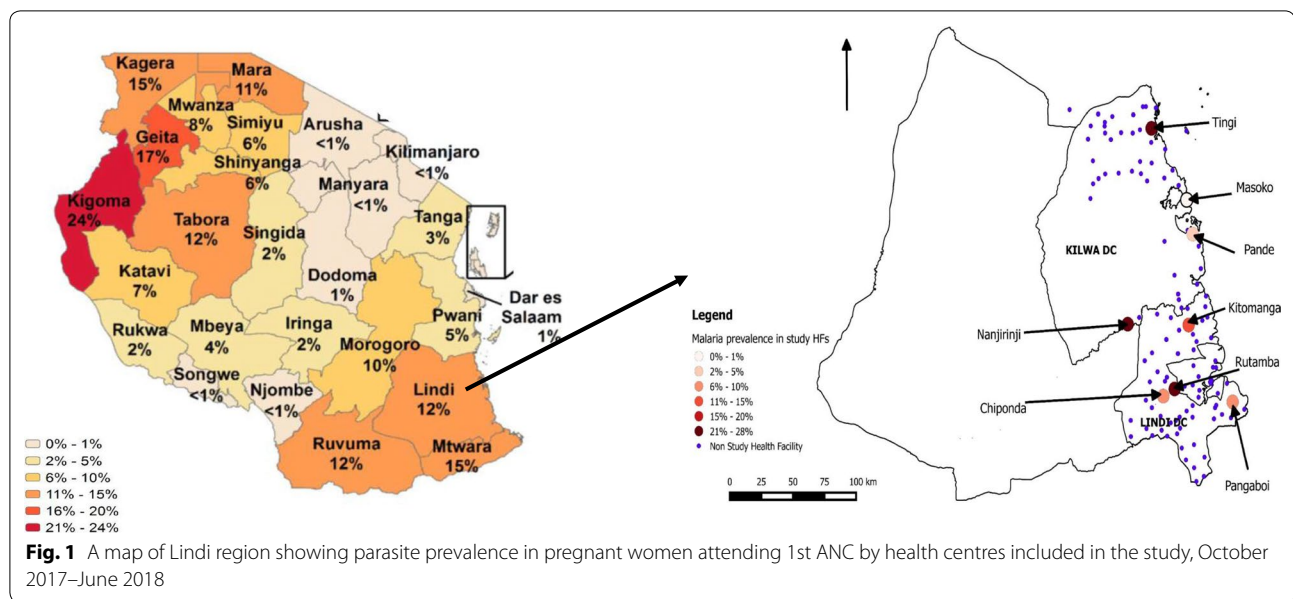 Kagera
15%
Mara
11%
Mwanza
8%
Simiyu
6%
Arusha
<1%
Geita
17%
Kilimanjaro
<1%
Shinyanga
6%
Manyara
<1%
Kigoma
24%
Tabora
12%
Singida
2%
Tanga
3%
Katavi
7%
Dodoma
1%
Dar es
Salaam
1%
Rukwa
2%
Mbeya
4%
Iringa
2%
Pwani
5%
Morogoro
10%
Songwe
<1%
Njombe
<1%
Lindi
12%
Ruvuma
12%
Mtwara
15%
0% - 1%
2% - 5%
6% - 10%
11% - 15%
16% - 20%
21% - 24%
Tingi
Masoko
KILWA DC
Pande
Kitomanga
Nanjirinji
Rutamba
Chiponda
LINDI DC
Pangaboi
Legend
Malaria prevalence in study HFs
0% - 1%
2% - 5%
6% - 10%
11% - 15%
15% - 20%
21% - 28%
Non Study Health Facility
0 25 50 75 100 km
Fig. 1 A map of Lindi region showing parasite prevalence in pregnant women attending 1st ANC by health centres included in the study, October
2017–June 2018